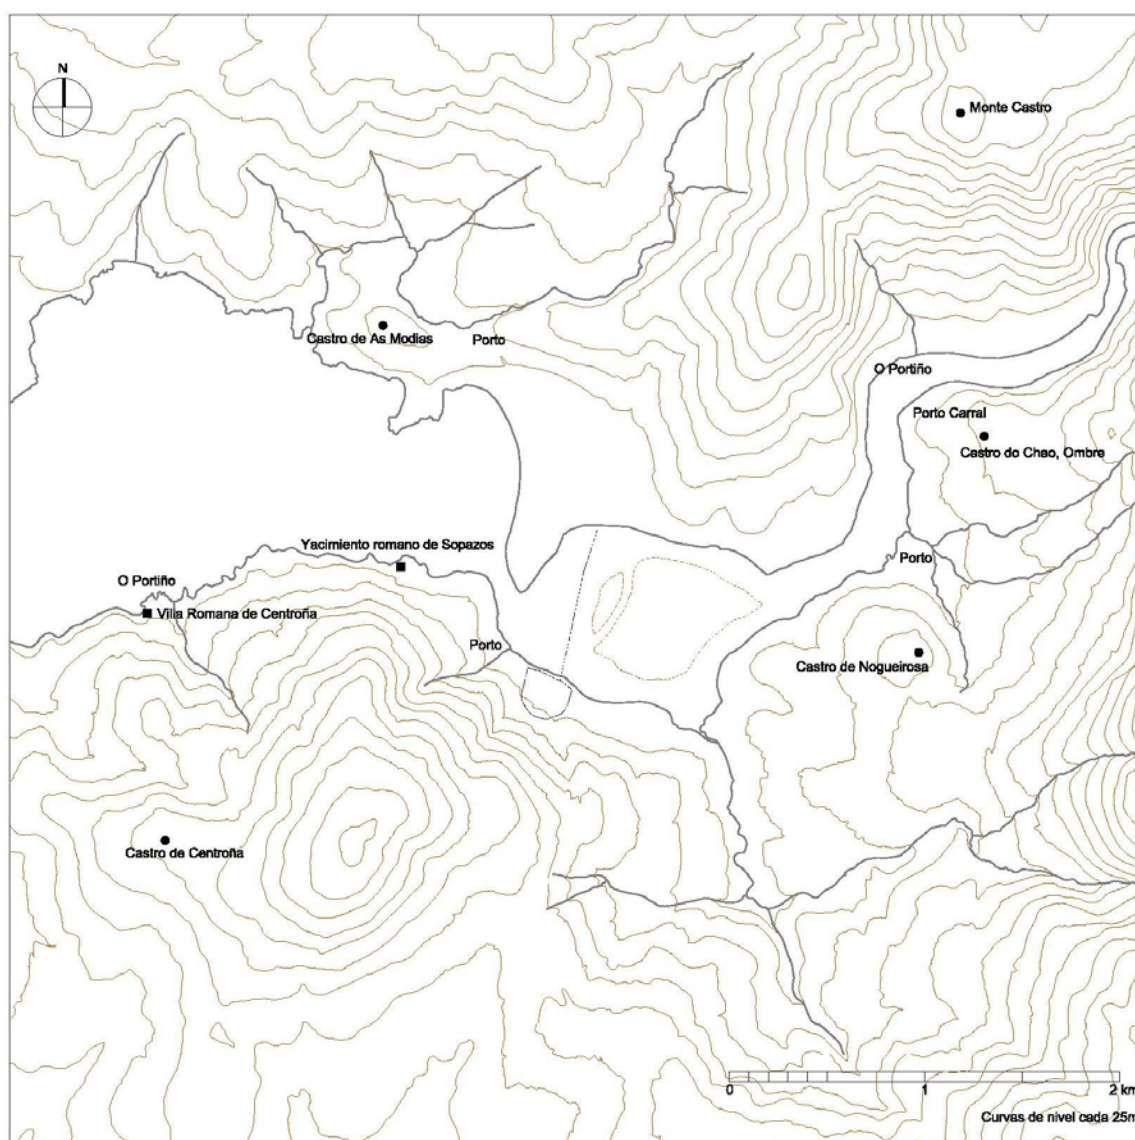 N
Monte Castro
Castro de As Modias
Porto
O Portiño
Porto Carral
Castro do Chao, Ombre
Yacimiento romano de Sopazos
Porto
O Portiño
Villa Romana de Centroña
Porto
Castro de Nogueirosa
Castro de Centroña
0 1 2 km
Curvas de nivel cada 25m